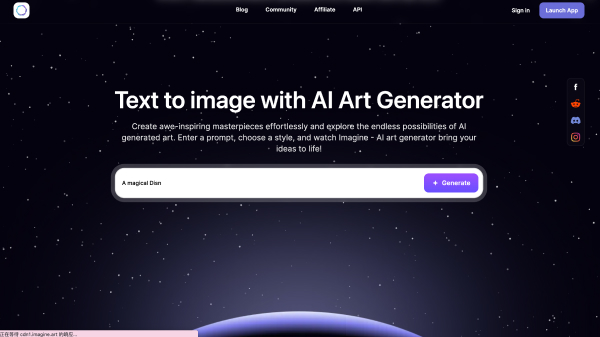 Blog Community Affiliate API Sign in Launch App
Text to image with AI Art Generator
Create awe-inspiring masterpieces effortlessly and explore the endless possibilities of AI
generated art. Enter a prompt, choose a style, and watch Imagine - AI art generator bring your
ideas to life!
A magical Disn
Generate
正在等待 cdn1.imagine.art 的响应...